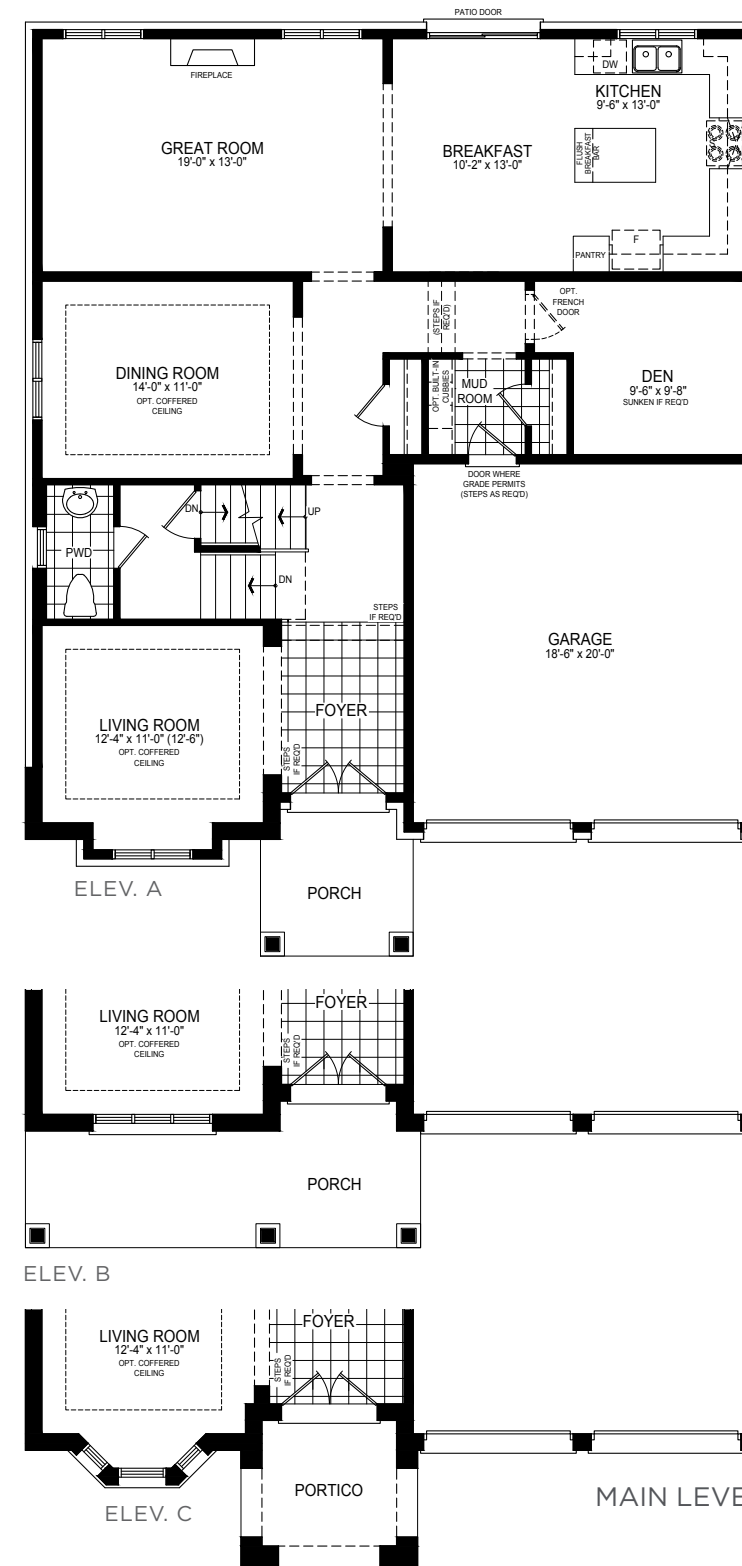 PATIO DOOR
FIREPLACE
DW
KITCHEN
9'-6" x 13'-0"
GREAT ROOM
19'-0" x 13'-0"
BREAKFAST
10'-2" x 13'-0"
FLUSH
BREAKFAST
BAR
PANTRY
F
OPT.
FRENCH
DOOR
(STEPS IF
REQ'D)
DINING ROOM
14'-0" x 11'-0"
OPT. COFFERED
CEILING
OPT. BUILT-IN
CUBBIES
MUD
ROOM
DEN
9'-6" x 9'-8"
SUNKEN IF REQ'D
DOOR WHERE
GRADE PERMITS
(STEPS AS REQ'D)
DN
UP
PWD
DN
STEPS
IF REQ'D
GARAGE
18'-6" x 20'-0"
LIVING ROOM
12'-4" x 11'-0" (12'-6")
OPT. COFFERED
CEILING
FOYER
STEPS
IF REQ'D
ELEV. A
PORCH
LIVING ROOM
12'-4" x 11'-0"
OPT. COFFERED
CEILING
FOYER
STEPS
IF REQ'D
PORCH
ELEV. B
LIVING ROOM
12'-4" x 11'-0"
OPT. COFFERED
CEILING
FOYER
STEPS
IF REQ'D
PORTICO
ELEV. C
MAIN LEVE